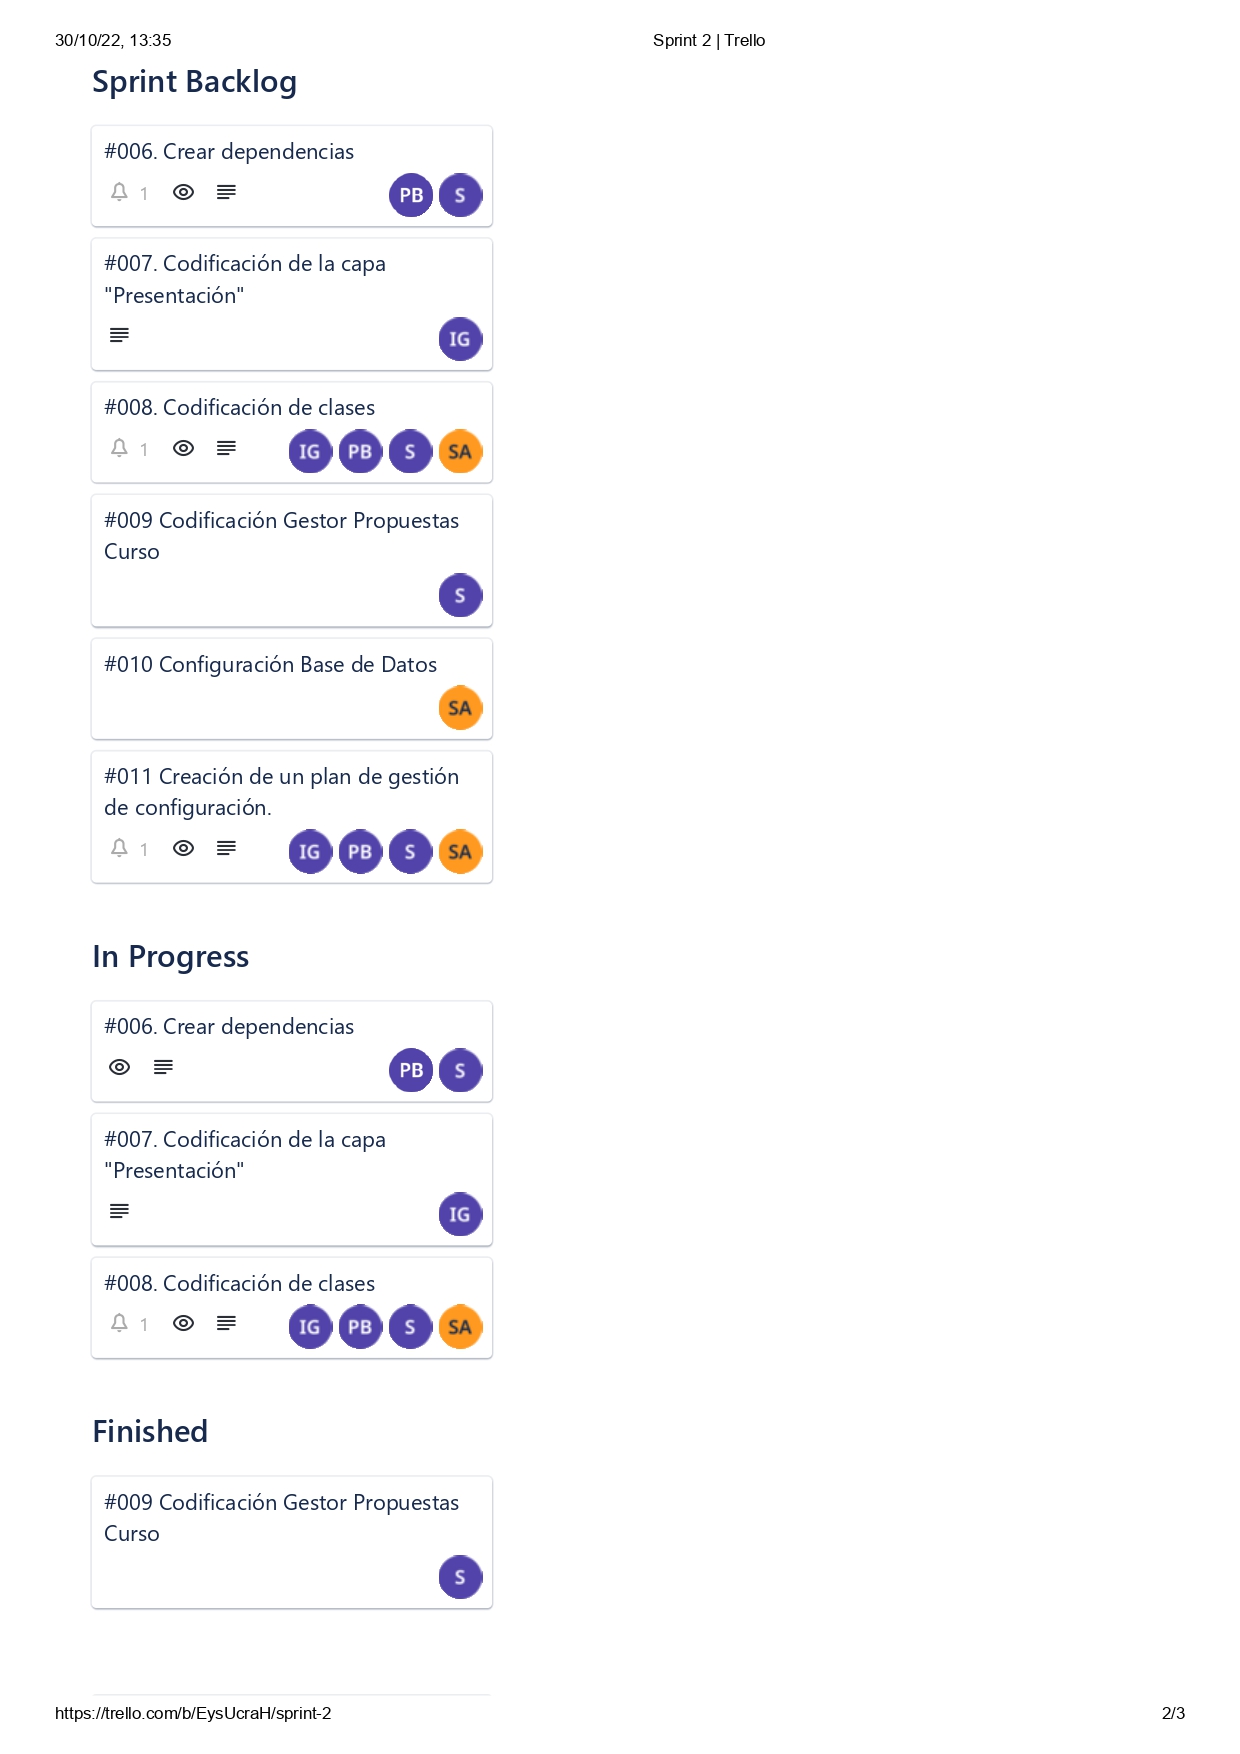 30/10/22, 13:35
Sprint 2 | Trello
Sprint Backlog
#006. Crear dependencias
1
PB S
#007. Codificación de la capa
"Presentación"
IG
#008. Codificación de clases
1
IG PB S SA
#009 Codificación Gestor Propuestas
Curso
S
#010 Configuración Base de Datos
SA
#011 Creación de un plan de gestión
de configuración.
1
IG PB S SA
In Progress
#006. Crear dependencias
PB S
#007. Codificación de la capa
"Presentación"
IG
#008. Codificación de clases
1
IG PB S SA
Finished
#009 Codificación Gestor Propuestas
Curso
S
https://trello.com/b/EysUcraH/sprint-2
2/3